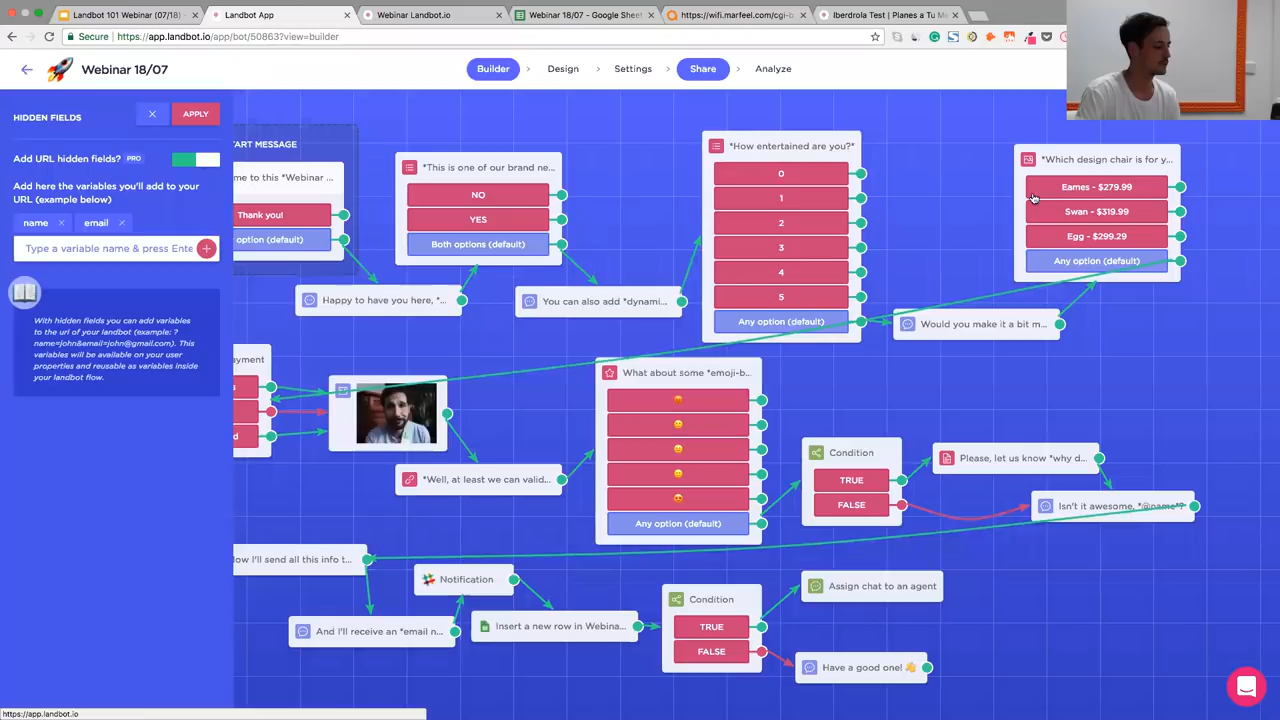 Landbot 101 Webinar (07/18)
Landbot App
Webinar Landbot.io
Webinar 18/07 - Google Shee
https://wifi.marfeel.com/cgi-b
Iberdrola Test | Planes a Tu M
Secure
https://app.landbot.io/app/bot/50863?view=builder
Webinar 18/07
Builder
Design
Settings
Share
Analyze
HIDDEN FIELDS
APPLY
Add URL hidden fields? PRO
Add here the variables you'll add to your
URL (example below)
name
email
Type a variable name & press Ente
With hidden fields you can add variables
to the url of your landbot (example: ?
name=john&email=john@gmail.com). This
variables will be available on your user
properties and reusable as variables inside
your landbot flow.
TART MESSAGE
me to this *Webinar ...
Thank you!
option (default)
*This is one of our brand ne...
NO
YES
Both options (default)
Happy to have you here, *...
You can also add *dynami...
*How entertained are you?*
0
1
2
3
4
5
Any option (default)
Would you make it a bit m...
*Which design chair is for y...
Eames - $279.99
Swan - $319.99
Egg - $299.29
Any option (default)
ayment
s
d
*Well, at least we can valid...
What about some *emoji-b...
😡
😕
😐
🙂
😍
Any option (default)
Condition
TRUE
FALSE
Please, let us know *why d...
Isn't it awesome, *@name*?
Now I'll send all this info t...
And I'll receive an *email n...
Notification
Insert a new row in Webina...
Condition
TRUE
FALSE
Assign chat to an agent
Have a good one! 👋
https://app.landbot.io